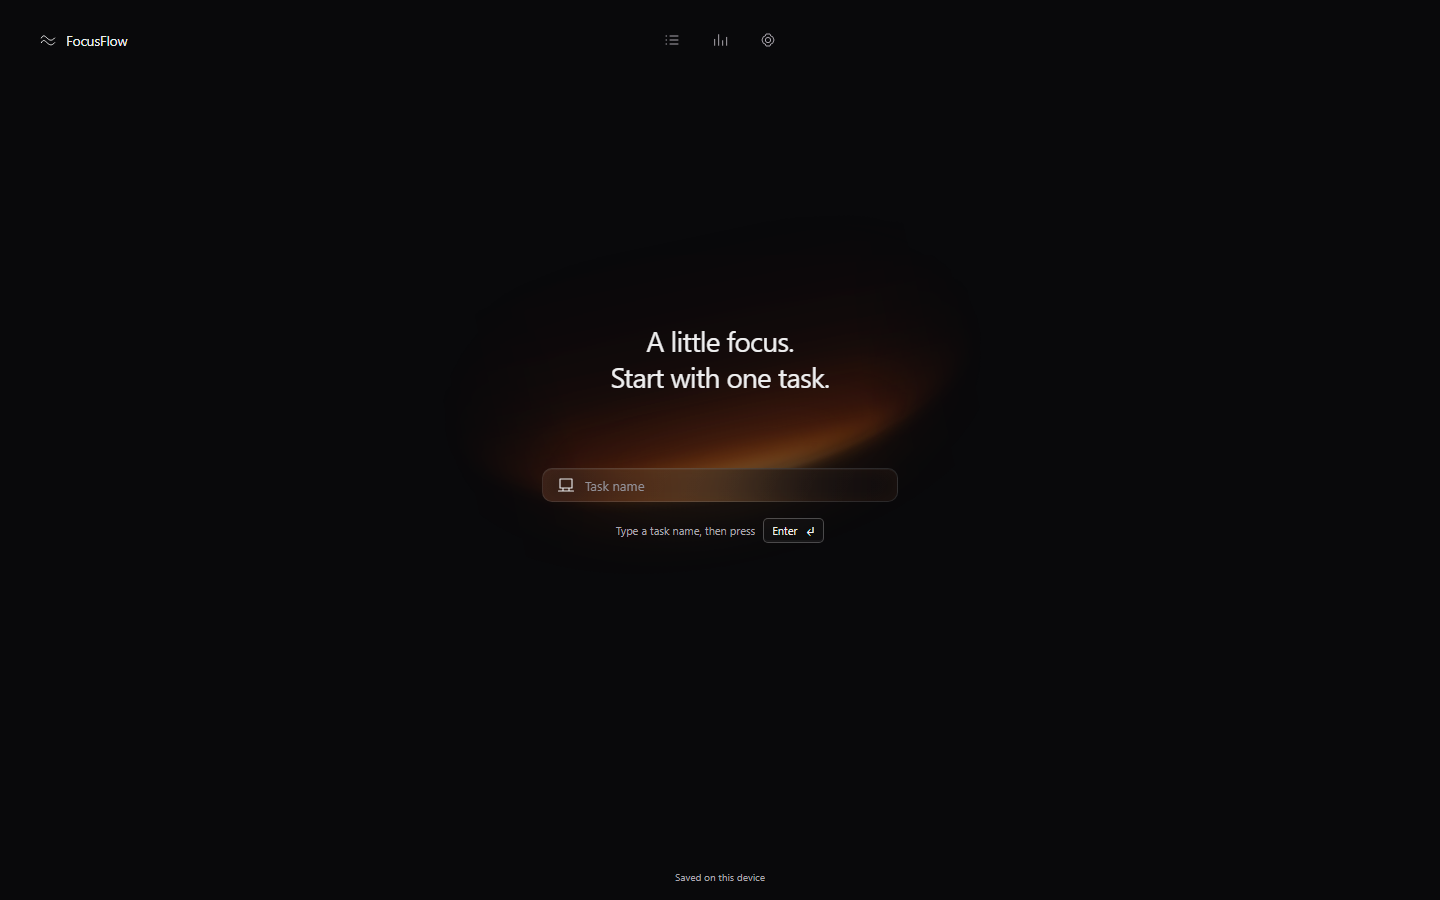 FocusFlow
A little focus.
Start with one task.
Task name
Type a task name, then press Enter
Saved on this device